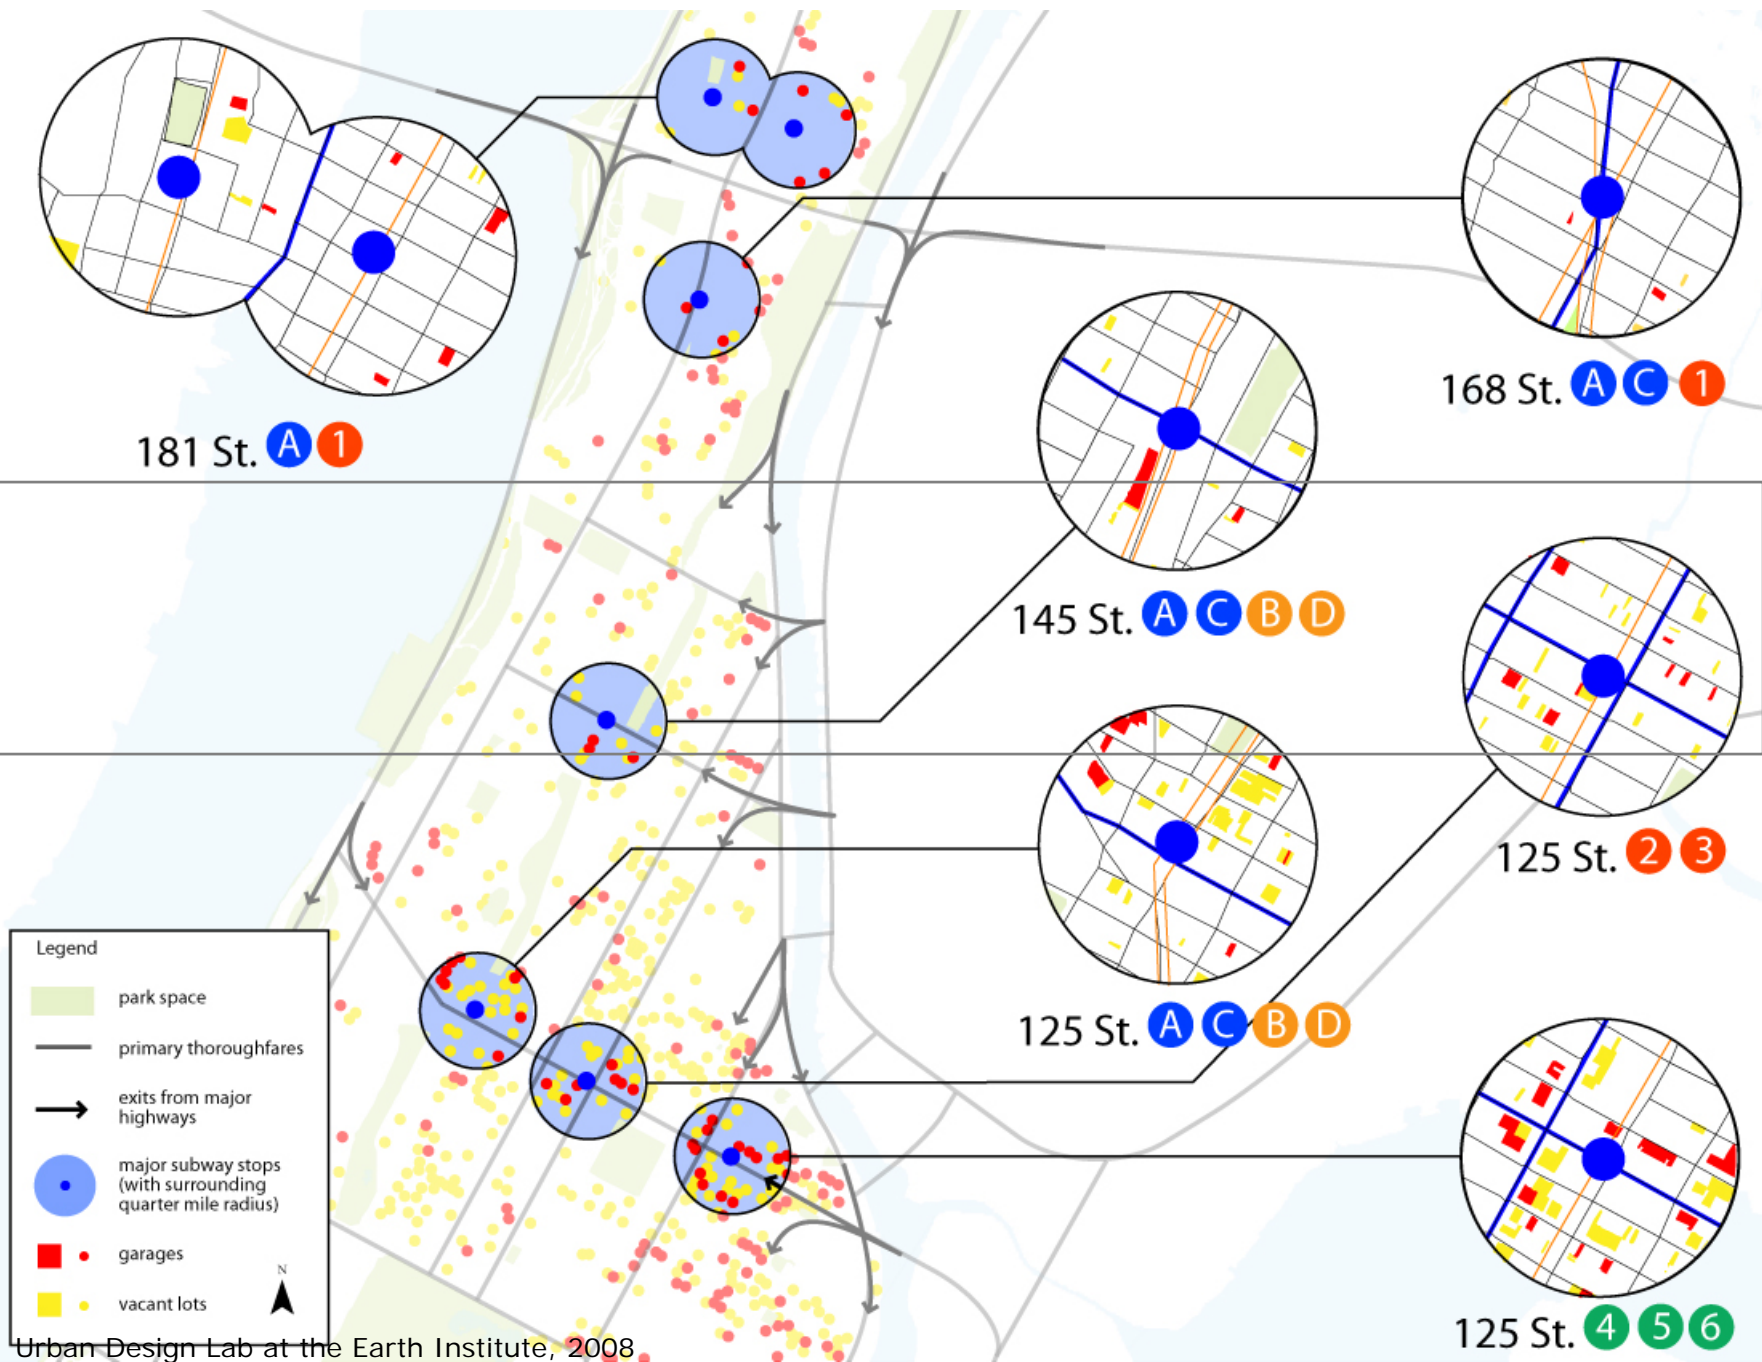 181 St. A 1
168 St. A C 1
145 St. A C B D
125 St. 2 3
125 St. A C B D
125 St. 4 5 6
Legend
park space
primary thoroughfares
exits from major
highways
major subway stops
(with surrounding
quarter mile radius)
garages
N
vacant lots
Urban Design Lab at the Earth Institute, 2008